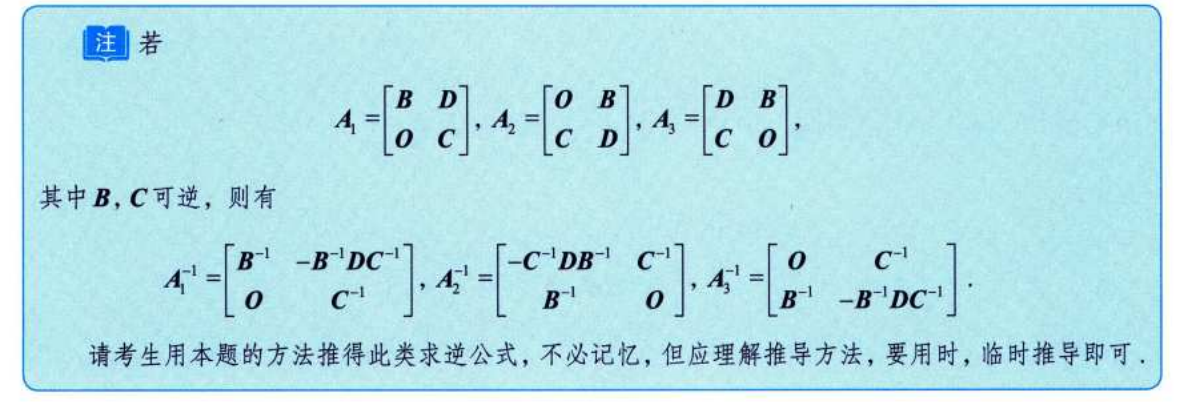 注 若
A₁ = [B D; O C], A₂ = [O B; C D], A₃ = [D B; C O],
其中 B, C 可逆, 则有
A₁⁻¹ = [B⁻¹ −B⁻¹DC⁻¹; O C⁻¹], A₂⁻¹ = [−C⁻¹DB⁻¹ C⁻¹; B⁻¹ O], A₃⁻¹ = [O C⁻¹; B⁻¹ −B⁻¹DC⁻¹].
请考生用本题的方法推得此类求逆公式, 不必记忆, 但应理解推导方法, 要用时, 临时推导即可.